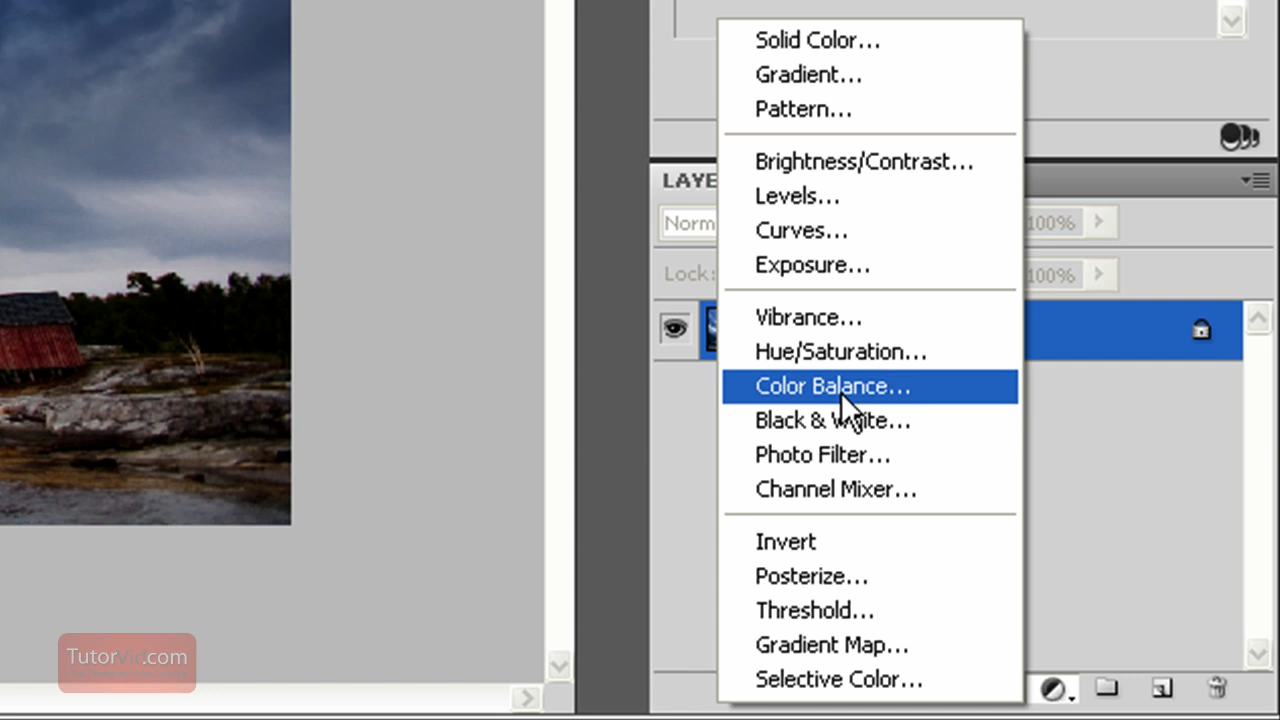 Solid Color...
Gradient...
Pattern...
Brightness/Contrast...
Levels...
Curves...
Exposure...
Vibrance...
Hue/Saturation...
Color Balance...
Black & White...
Photo Filter...
Channel Mixer...
Invert
Posterize...
Threshold...
Gradient Map...
Selective Color...
LAYE
Norm
100%
Lock:
100%
TutorVid.com